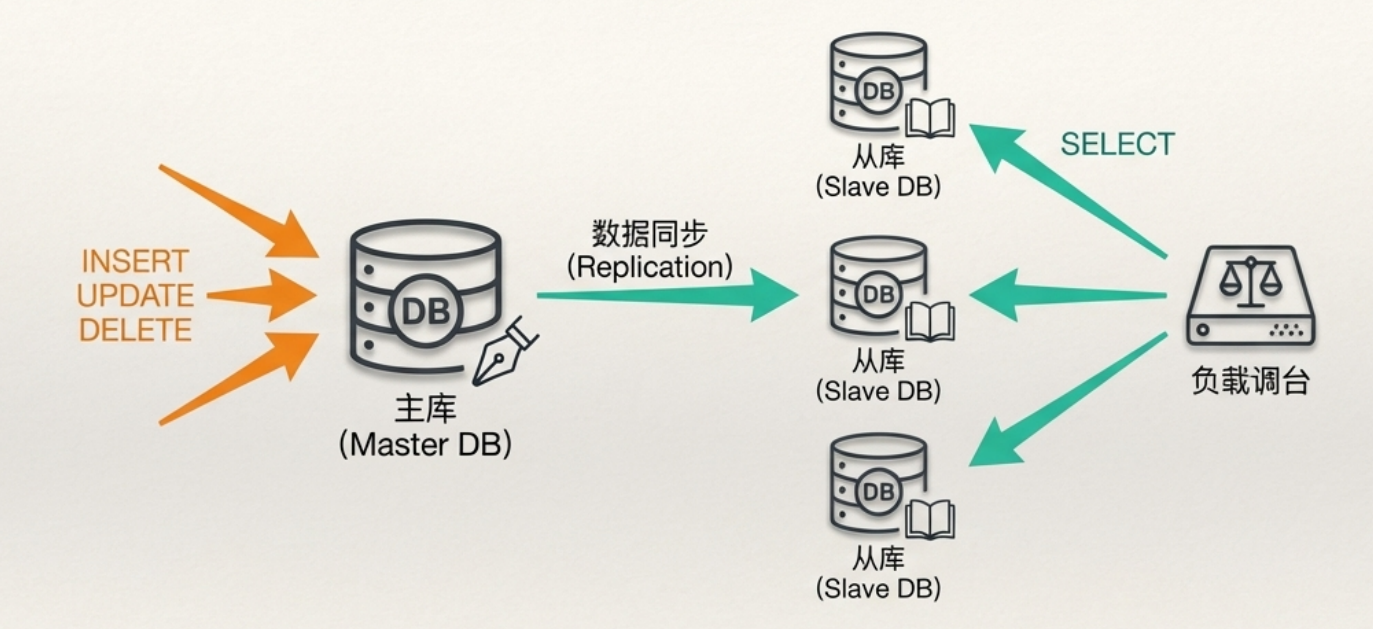 INSERT
UPDATE
DELETE
DB
主库
(Master DB)
数据同步
(Replication)
DB
从库
(Slave DB)
DB
从库
(Slave DB)
DB
从库
(Slave DB)
SELECT
负载调台